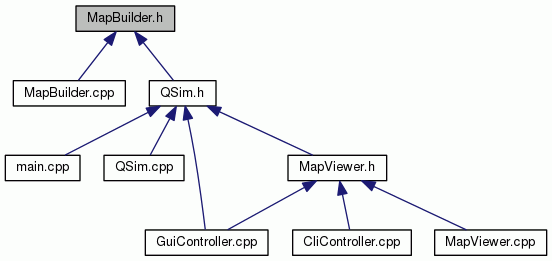 MapBuilder.h
MapBuilder.cpp
QSim.h
main.cpp
QSim.cpp
MapViewer.h
GuiController.cpp
CliController.cpp
MapViewer.cpp